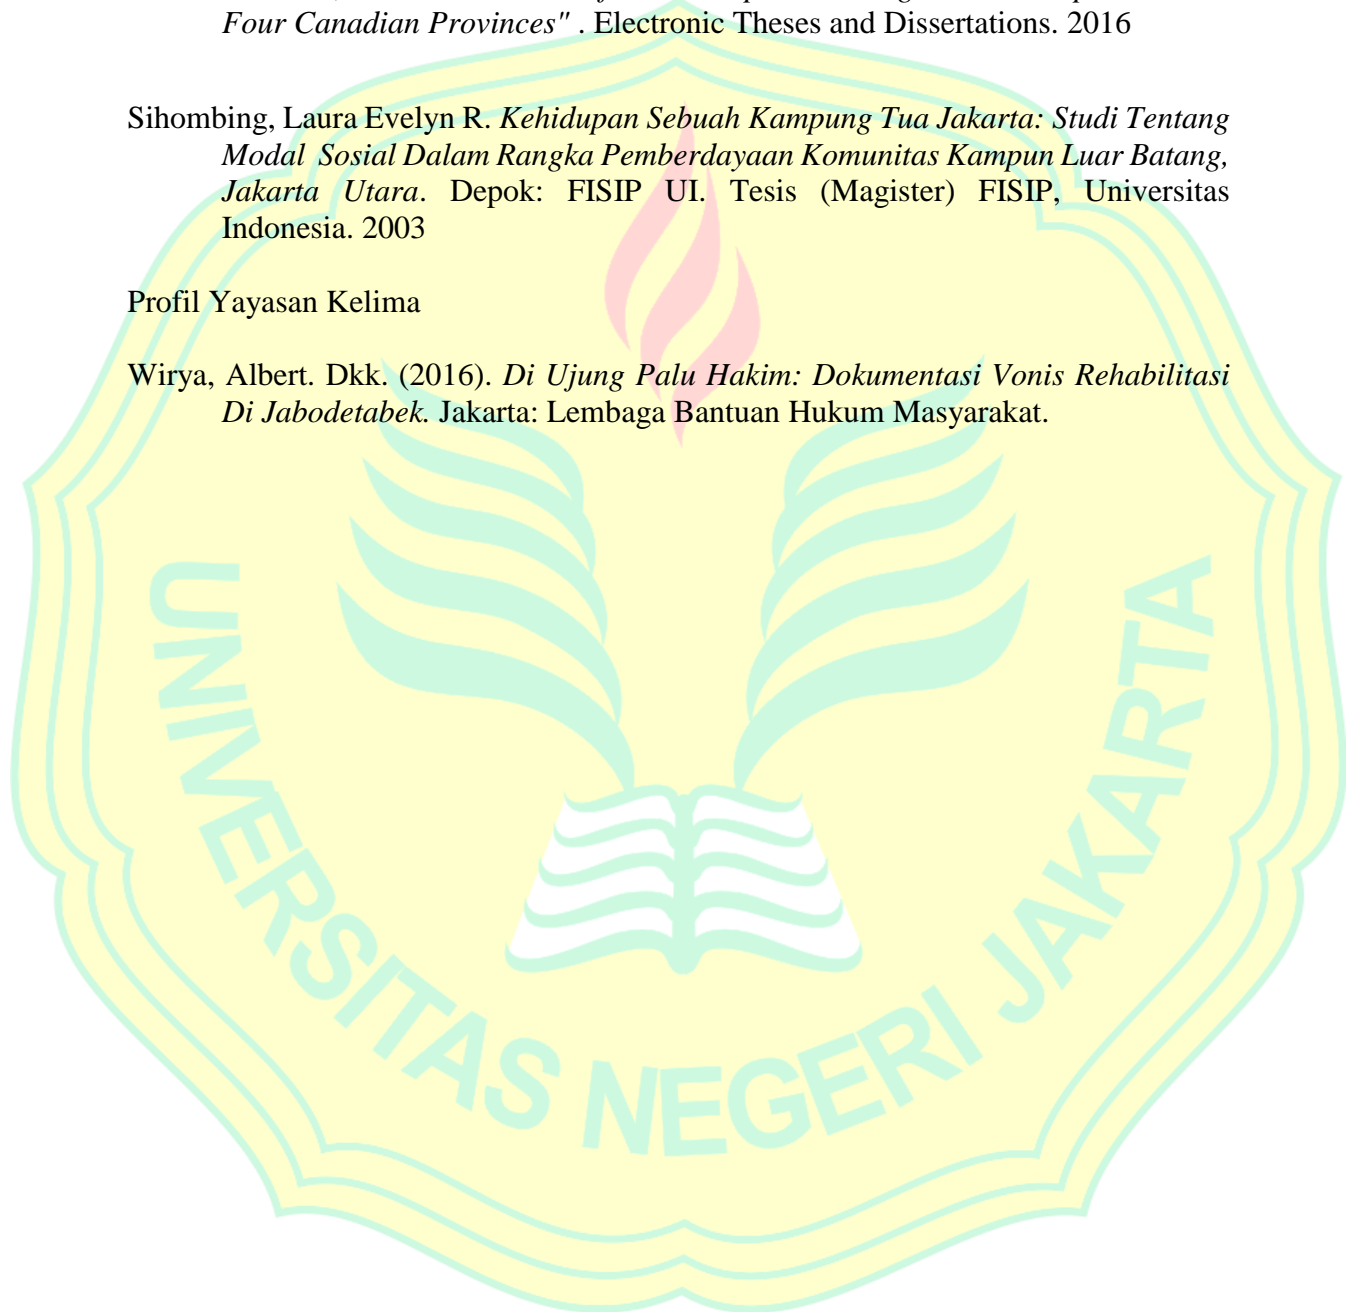 Four Canadian Provinces" . Electronic Theses and Dissertations. 2016
Sihombing, Laura Evelyn R. Kehidupan Sebuah Kampung Tua Jakarta: Studi Tentang
Modal Sosial Dalam Rangka Pemberdayaan Komunitas Kampun Luar Batang,
Jakarta Utara. Depok: FISIP UI. Tesis (Magister) FISIP, Universitas
Indonesia. 2003
Profil Yayasan Kelima
Wirya, Albert. Dkk. (2016). Di Ujung Palu Hakim: Dokumentasi Vonis Rehabilitasi
Di Jabodetabek. Jakarta: Lembaga Bantuan Hukum Masyarakat.
UNIVERSITAS NEGERI JAKARTA